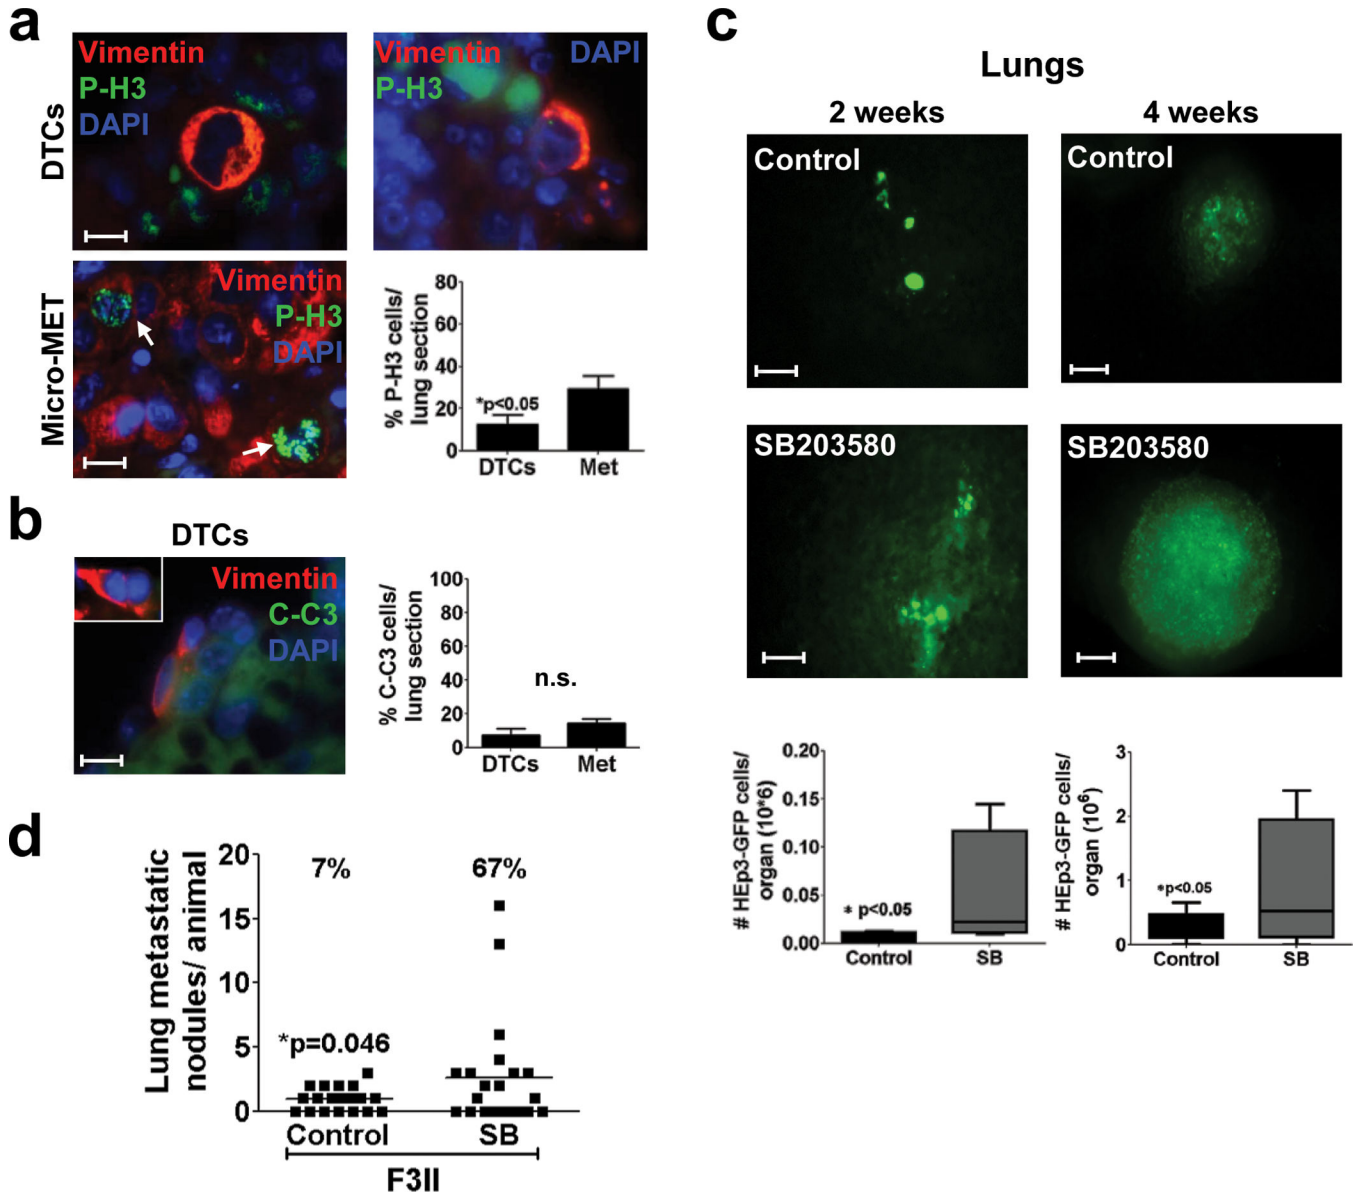 a
Vimentin
P-H3
DAPI
Vimentin
DAPI
P-H3
DTCs
Vimentin
P-H3
DAPI
Micro-MET
% P-H3 cells/
lung section
80
60
40
20
0
*p<0.05
DTCs
Met
b
DTCs
Vimentin
C-C3
DAPI
% C-C3 cells/
lung section
100
80
60
40
20
0
n.s.
DTCs
Met
c
Lungs
2 weeks
4 weeks
Control
Control
SB203580
SB203580
# HEp3-GFP cells/
organ (10*6)
0.20
0.15
0.10
0.05
0.00
* p<0.05
Control
SB
# HEp3-GFP cells/
organ (10⁶)
3
2
1
0
*p<0.05
Control
SB
d
Lung metastatic
nodules/ animal
20
15
10
5
0
7%
67%
*p=0.046
Control
SB
F3II